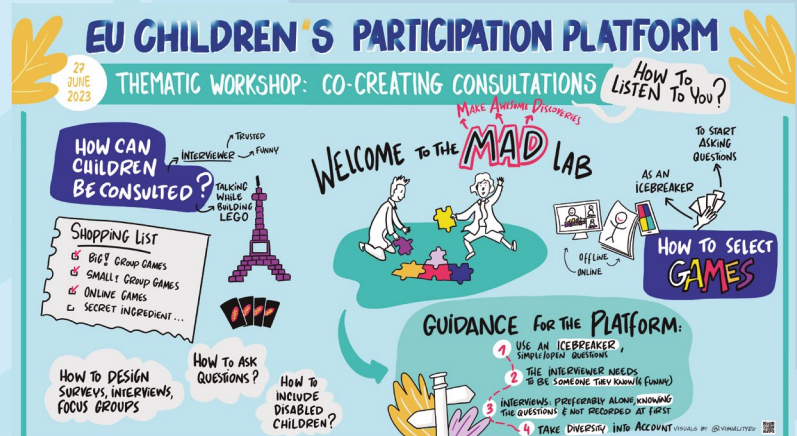 EU CHILDREN'S PARTICIPATION PLATFORM
27
JUNE
2023
THEMATIC WORKSHOP: CO-CREATING CONSULTATIONS
HOW TO
LISTEN TO YOU?
HOW CAN
CHILDREN
BE CONSULTED?
INTERVIEWER
TRUSTED
FUNNY
TALKING
WHILE
BUILDING
LEGO
SHOPPING LIST
BIG! GROUP GAMES
SMALL! GROUP GAMES
ONLINE GAMES
SECRET INGREDIENT...
HOW TO DESIGN
SURVEYS, INTERVIEWS,
FOCUS GROUPS
HOW TO ASK
QUESTIONS?
HOW TO
INCLUDE
DISABLED
CHILDREN?
MAKE AWESOME DISCOVERIES
WELCOME TO THE MAD LAB
TO START
ASKING
QUESTIONS
AS AN
ICEBREAKER
OFFLINE
ONLINE
HOW TO SELECT
GAMES
GUIDANCE FOR THE PLATFORM:
1 USE AN ICEBREAKER,
SIMPLE/OPEN QUESTIONS
2 THE INTERVIEWER NEEDS
TO BE SOMEONE THEY KNOW (& FUNNY)
3 INTERVIEWS: PREFERABLY ALONE, KNOWING
THE QUESTIONS & NOT RECORDED AT FIRST
4 TAKE DIVERSITY INTO ACCOUNT
VISUALS BY @VISUALITYEU